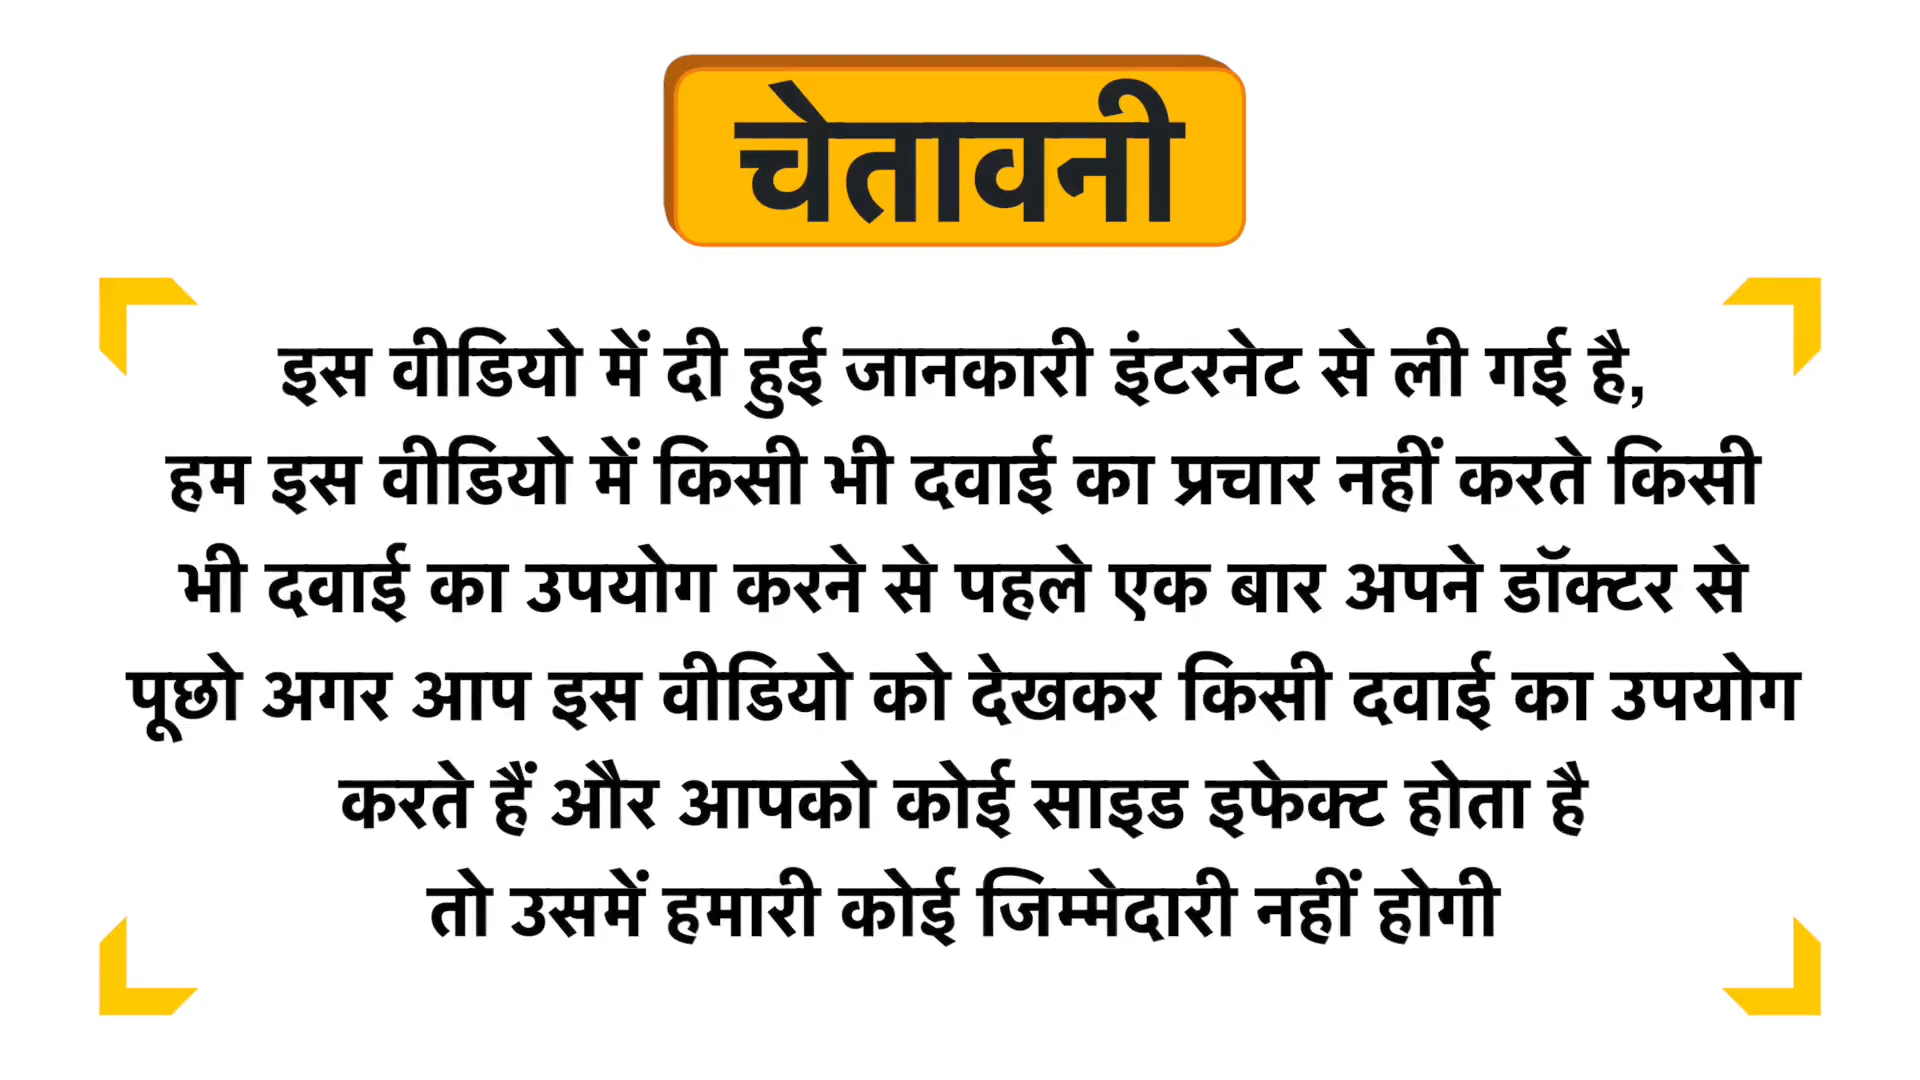 चेतावनी
इस वीडियो में दी हुई जानकारी इंटरनेट से ली गई है,
हम इस वीडियो में किसी भी दवाई का प्रचार नहीं करते किसी
भी दवाई का उपयोग करने से पहले एक बार अपने डॉक्टर से
पूछो अगर आप इस वीडियो को देखकर किसी दवाई का उपयोग
करते हैं और आपको कोई साइड इफेक्ट होता है
तो उसमें हमारी कोई जिम्मेदारी नहीं होगी